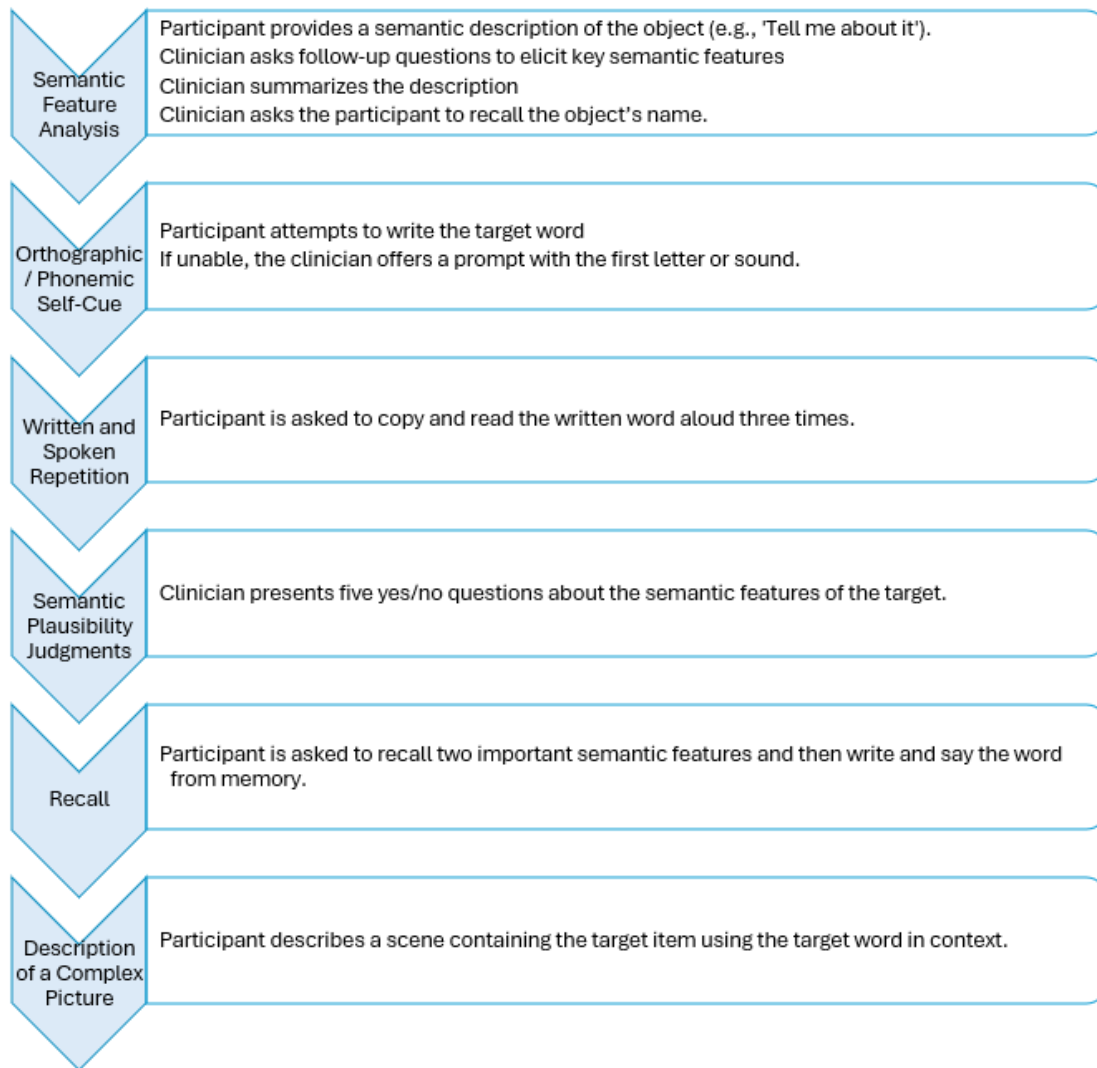 Semantic
Feature
Analysis
Participant provides a semantic description of the object (e.g., 'Tell me about it').
Clinician asks follow-up questions to elicit key semantic features
Clinician summarizes the description
Clinician asks the participant to recall the object’s name.
Orthographic
/ Phonemic
Self-Cue
Participant attempts to write the target word
If unable, the clinician offers a prompt with the first letter or sound.
Written and
Spoken
Repetition
Participant is asked to copy and read the written word aloud three times.
Semantic
Plausibility
Judgments
Clinician presents five yes/no questions about the semantic features of the target.
Recall
Participant is asked to recall two important semantic features and then write and say the word
from memory.
Description
of a Complex
Picture
Participant describes a scene containing the target item using the target word in context.